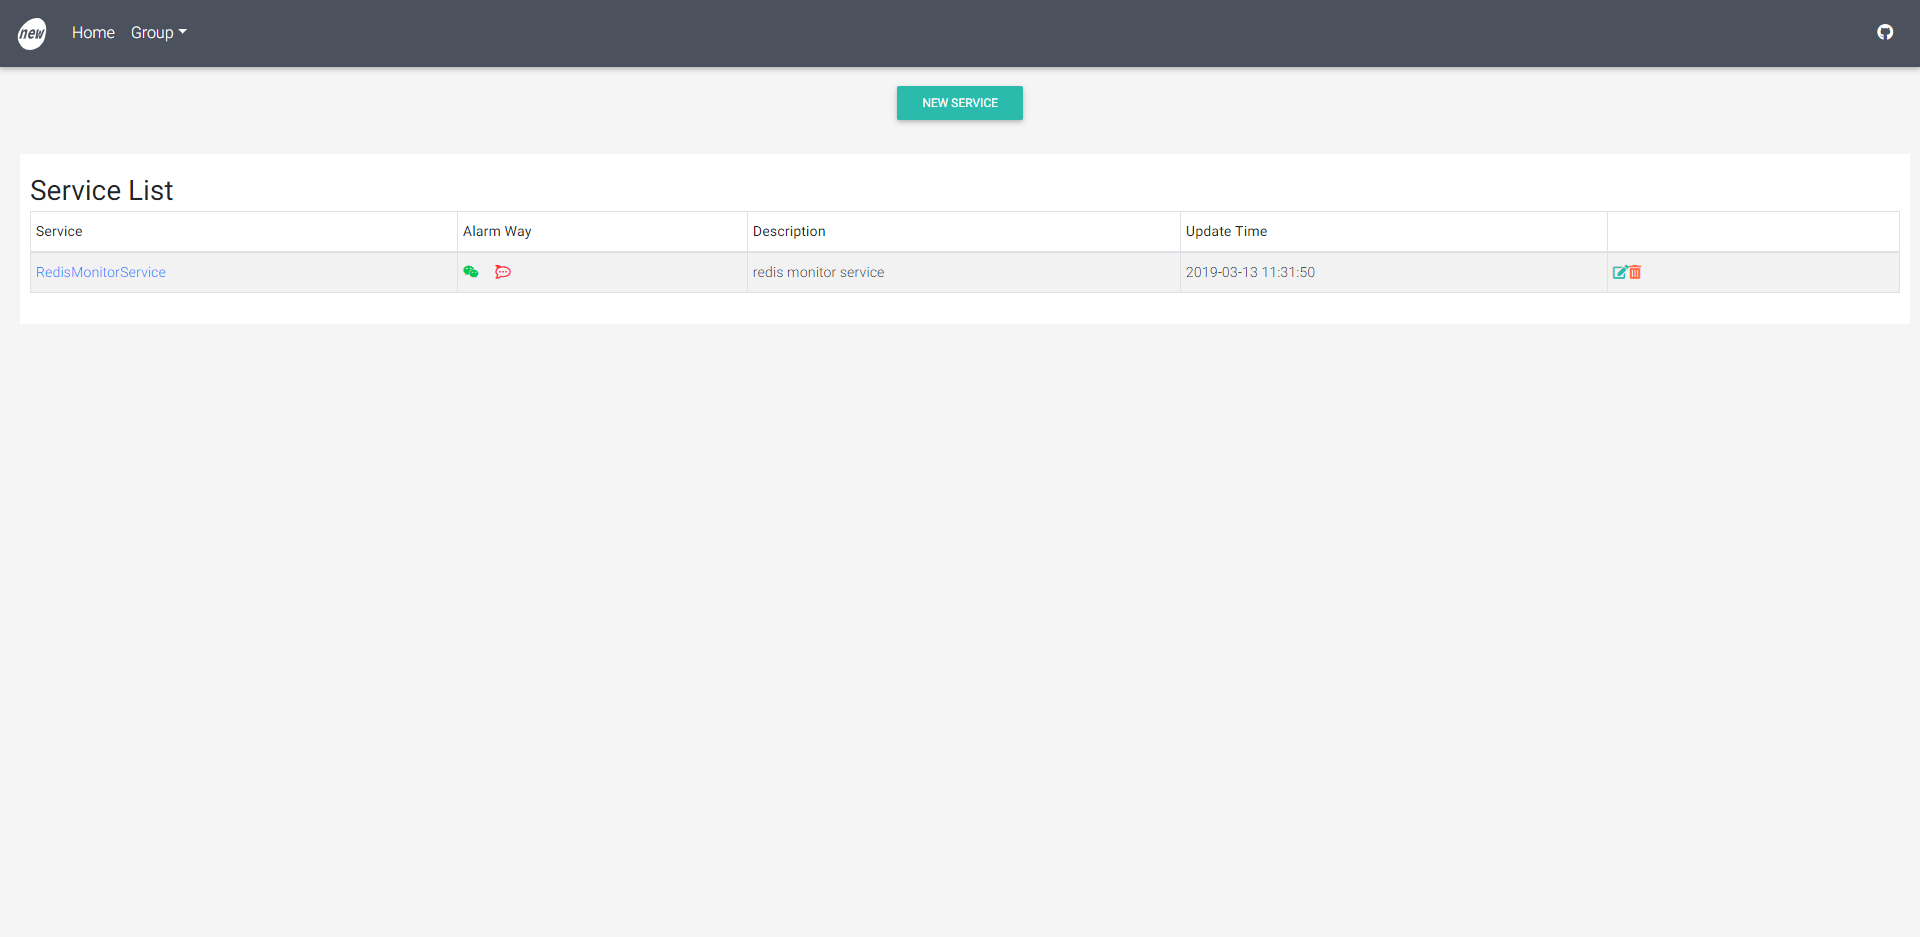 new Home Group
NEW SERVICE
Service List
Service Alarm Way Description Update Time
RedisMonitorService redis monitor service 2019-03-13 11:31:50